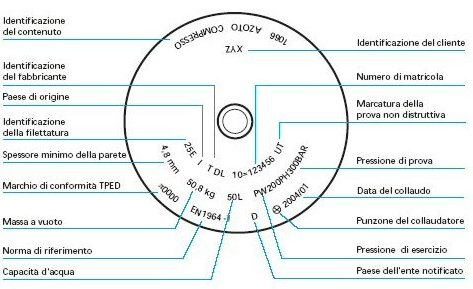 Identificazione
del contenuto
Identificazione
del fabbricante
Paese di origine
Identificazione
della filettatura
Spessore minimo della parete
Marchio di conformità TPED
Massa a vuoto
Norma di riferimento
Capacità d'acqua
1066 AZOTO COMPRESSO
XYZ
25E I T DL 10~123456 UT
4,8 mm 50,8 kg 50L PW200PH300BAR
0000
EN1964 - I D 2004/01
Identificazione del cliente
Numero di matricola
Marcatura della
prova non distruttiva
Pressione di prova
Data del collaudo
Punzone del collaudatore
Pressione di esercizio
Paese dell'ente notificato